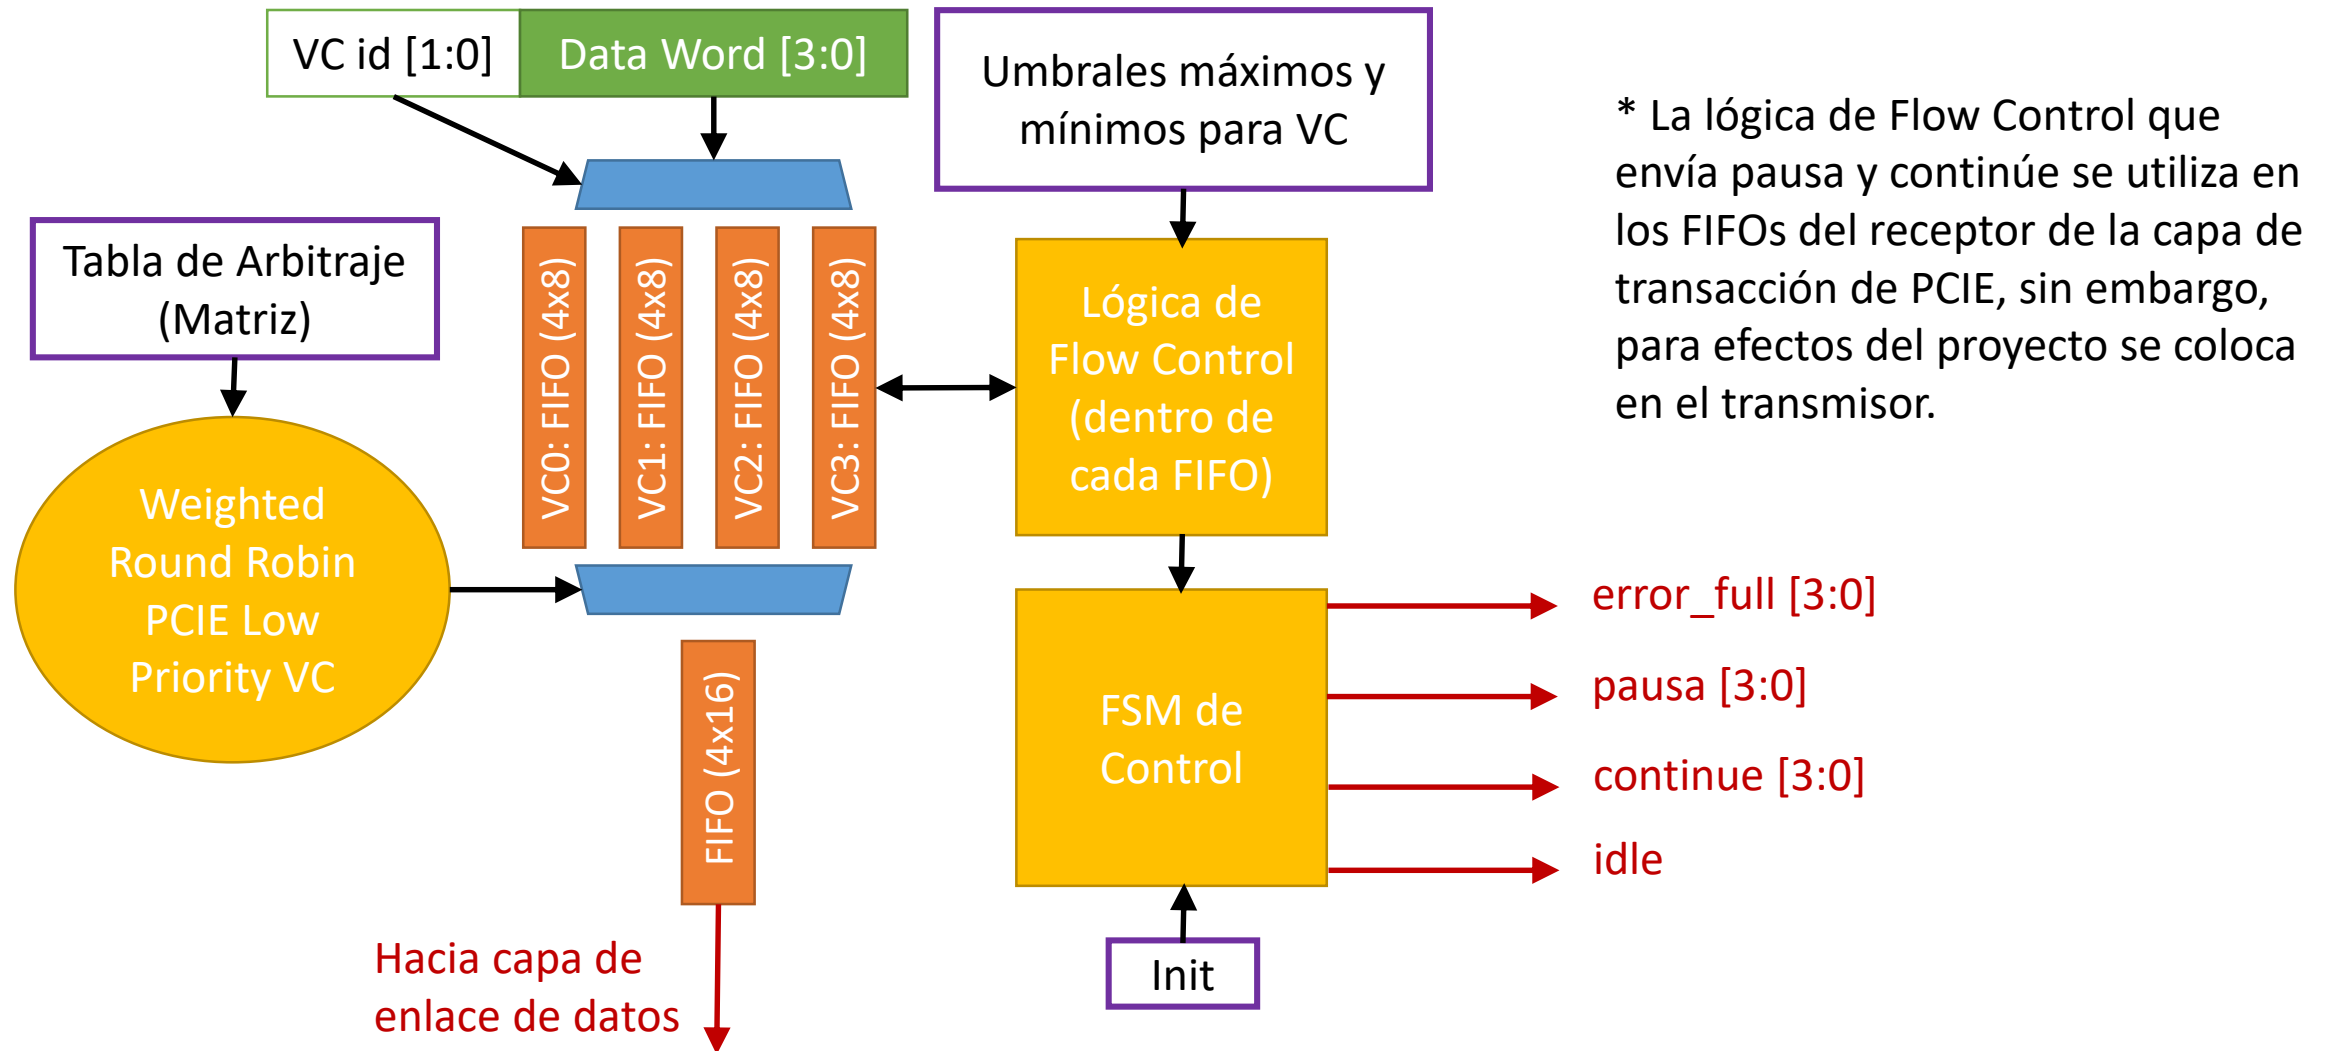 VC id [1:0]
Data Word [3:0]
Umbrales máximos y
mínimos para VC
* La lógica de Flow Control que
envía pausa y continúe se utiliza en
los FIFOs del receptor de la capa de
transacción de PCIE, sin embargo,
para efectos del proyecto se coloca
en el transmisor.
Tabla de Arbitraje
(Matriz)
VC0: FIFO (4x8)
VC1: FIFO (4x8)
VC2: FIFO (4x8)
VC3: FIFO (4x8)
Lógica de
Flow Control
(dentro de
cada FIFO)
Weighted
Round Robin
PCIE Low
Priority VC
FIFO (4x16)
FSM de
Control
error_full [3:0]
pausa [3:0]
continue [3:0]
idle
Hacia capa de
enlace de datos
Init